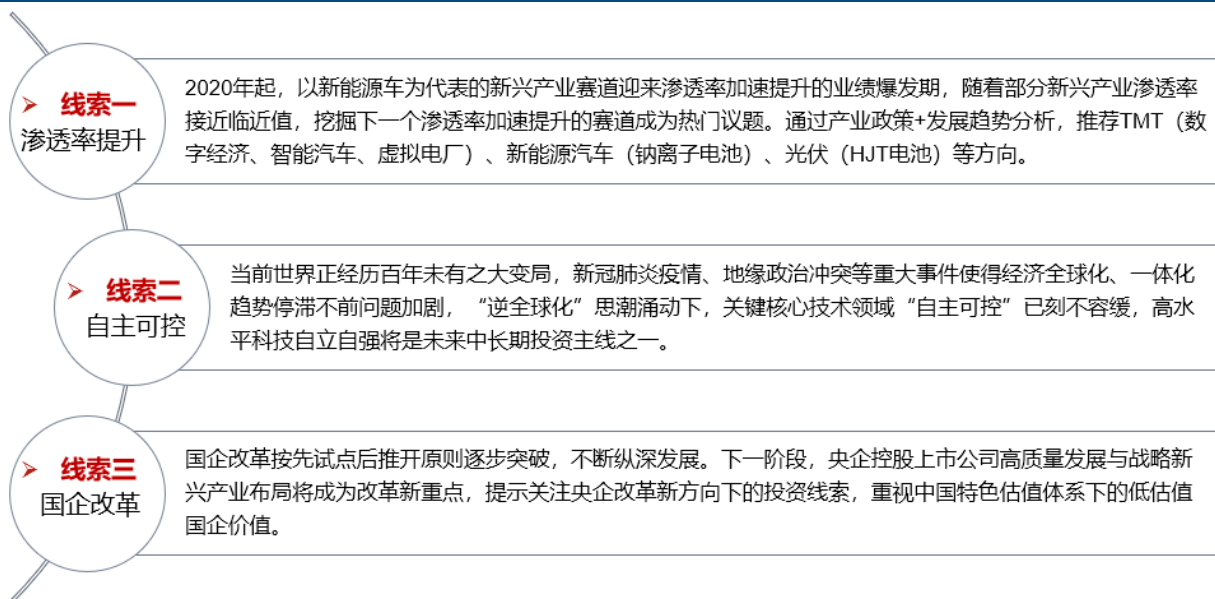 线索一
渗透率提升
2020年起，以新能源车为代表的新兴产业赛道迎来渗透率加速提升的业绩爆发期，随着部分新兴产业渗透率
接近临近值，挖掘下一个渗透率加速提升的赛道成为热门议题。通过产业政策+发展趋势分析，推荐TMT（数
字经济、智能汽车、虚拟电厂）、新能源汽车（钠离子电池）、光伏（HJT电池）等方向。
线索二
自主可控
当前世界正经历百年未有之大变局，新冠肺炎疫情、地缘政治冲突等重大事件使得经济全球化、一体化
趋势停滞不前问题加剧，“逆全球化”思潮涌动下，关键核心技术领域“自主可控”已刻不容缓，高水
平科技自立自强将是未来中长期投资主线之一。
线索三
国企改革
国企改革按先试点后推开原则逐步突破，不断纵深发展。下一阶段，央企控股上市公司高质量发展与战略新
兴产业布局将成为改革新重点，提示关注央企改革新方向下的投资线索，重视中国特色估值体系下的低估值
国企价值。